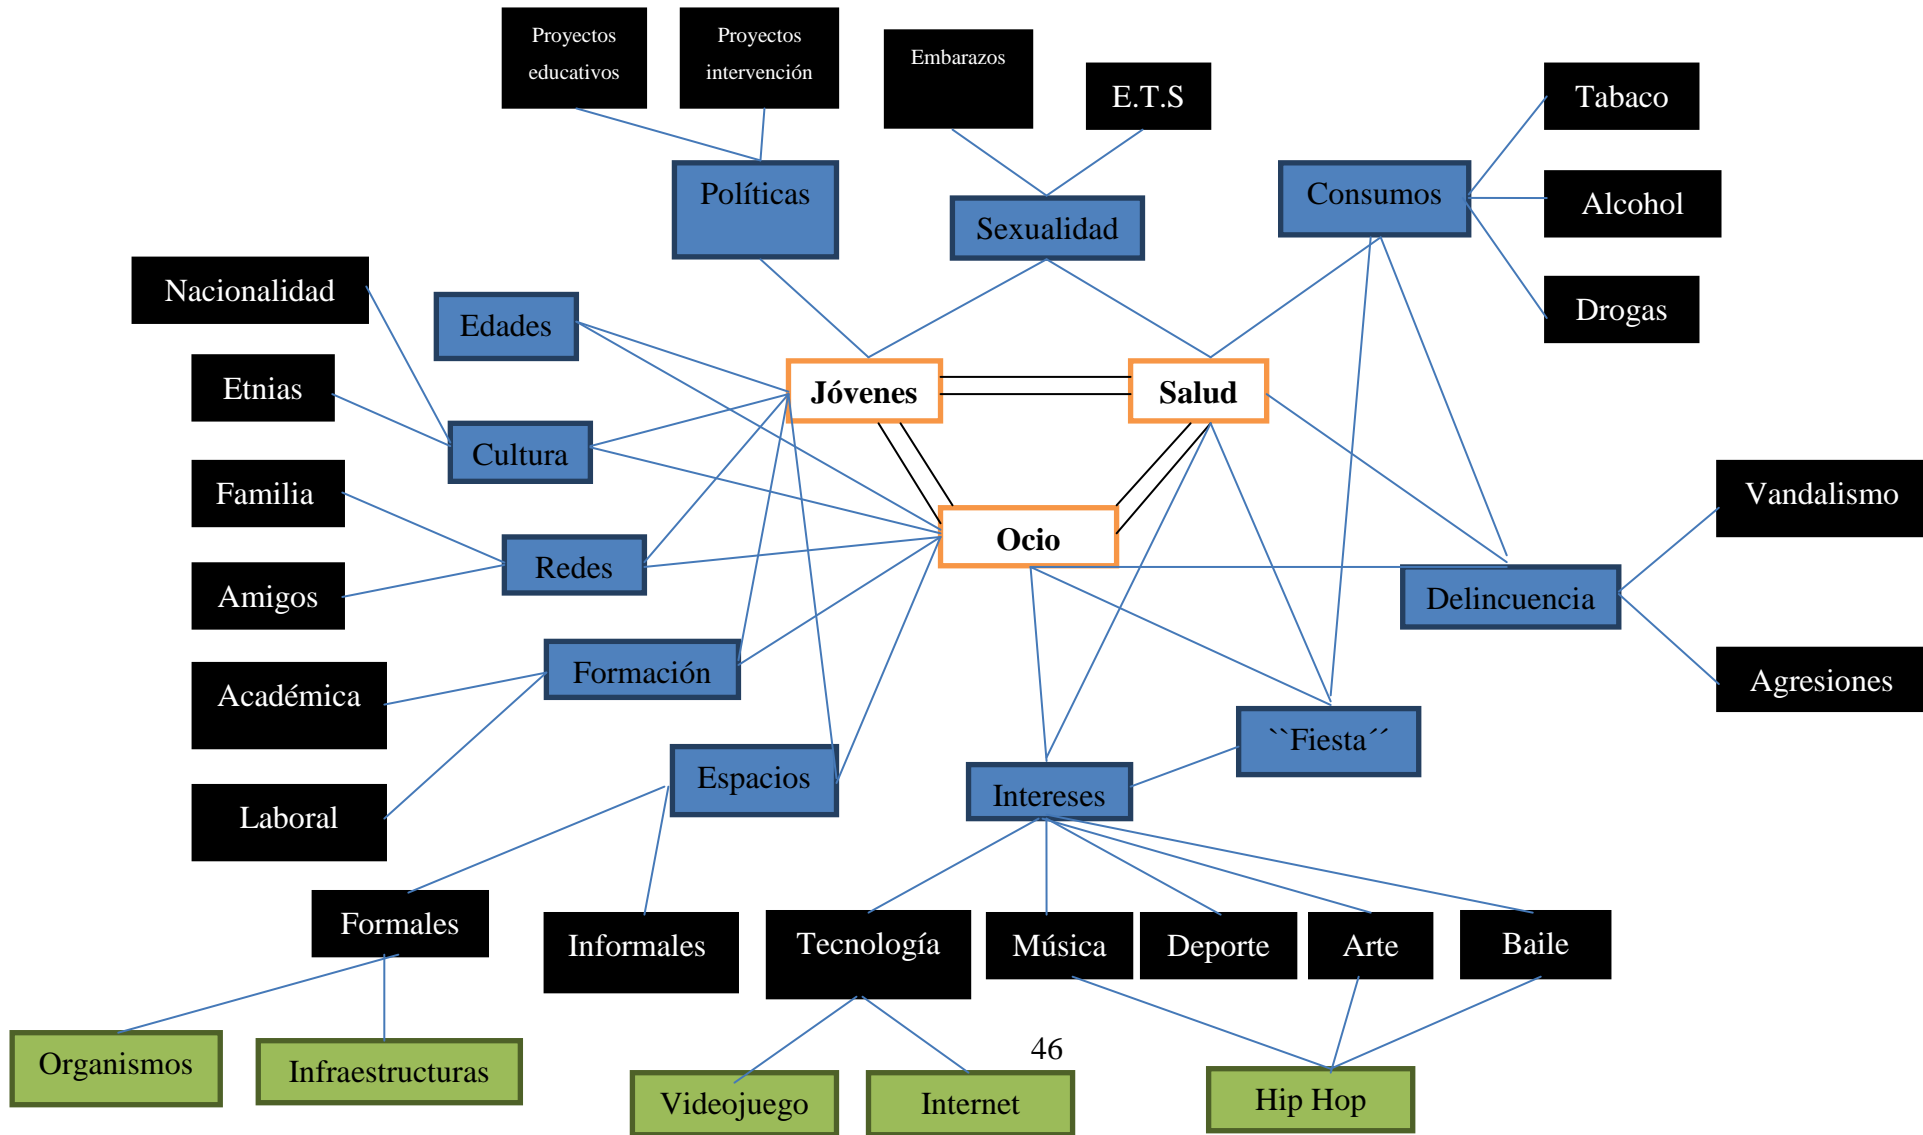 Proyectos
educativos
Proyectos
intervención
Embarazos
E.T.S
Tabaco
Políticas
Sexualidad
Consumos
Alcohol
Nacionalidad
Edades
Drogas
Etnias
Jóvenes
Salud
Cultura
Familia
Vandalismo
Ocio
Redes
Amigos
Delincuencia
Formación
Académica
Agresiones
``Fiesta´´
Espacios
Intereses
Laboral
Formales
Informales
Tecnología
Música
Deporte
Arte
Baile
46
Organismos
Infraestructuras
Videojuego
Internet
Hip Hop